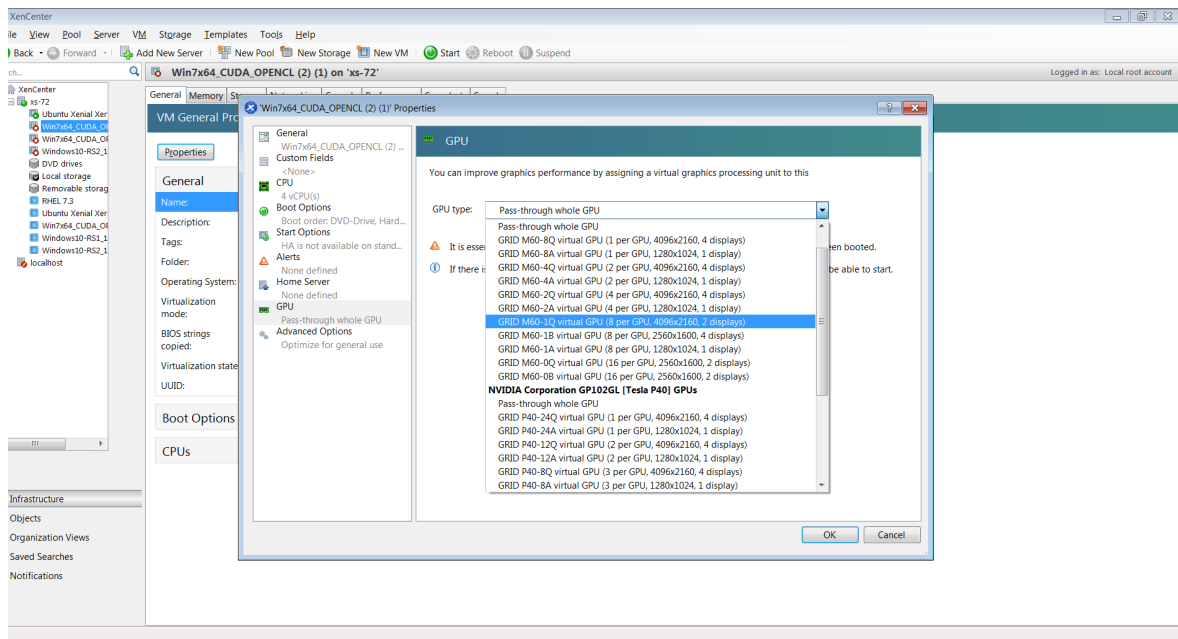 XenCenter
ile View Pool Server VM Storage Templates Tools Help
Back Forward Add New Server New Pool New Storage New VM Start Reboot Suspend
rch...
Win7x64_CUDA_OPENCL (2) (1) on 'xs-72'
Logged in as: Local root account
XenCenter
xs-72
Ubuntu Xenial Xer
Win7x64_CUDA_OF
Win7x64_CUDA_OF
Windows10-RS2_1
DVD drives
Local storage
Removable storag
RHEL 7.3
Ubuntu Xenial Xer
Win7x64_CUDA_OF
Windows10-RS1_1
Windows10-RS2_1
localhost
Infrastructure
Objects
Organization Views
Saved Searches
Notifications
General Memory St
VM General Pro
Properties
General
Name:
Description:
Tags:
Folder:
Operating System:
Virtualization
mode:
BIOS strings
copied:
Virtualization state
UUID:
Boot Options
CPUs
'Win7x64_CUDA_OPENCL (2) (1)' Properties
General
Win7x64_CUDA_OPENCL (2) ...
Custom Fields
<None>
CPU
4 vCPU(s)
Boot Options
Boot order: DVD-Drive, Hard...
Start Options
HA is not available on stand...
Alerts
None defined
Home Server
None defined
GPU
Pass-through whole GPU
Advanced Options
Optimize for general use
GPU
You can improve graphics performance by assigning a virtual graphics processing unit to this
GPU type: Pass-through whole GPU
It is esser
en booted.
If there is
be able to start.
Pass-through whole GPU
GRID M60-8Q virtual GPU (1 per GPU, 4096x2160, 4 displays)
GRID M60-8A virtual GPU (1 per GPU, 1280x1024, 1 display)
GRID M60-4Q virtual GPU (2 per GPU, 4096x2160, 4 displays)
GRID M60-4A virtual GPU (2 per GPU, 1280x1024, 1 display)
GRID M60-2Q virtual GPU (4 per GPU, 4096x2160, 4 displays)
GRID M60-2A virtual GPU (4 per GPU, 1280x1024, 1 display)
GRID M60-1Q virtual GPU (8 per GPU, 4096x2160, 2 displays)
GRID M60-1B virtual GPU (8 per GPU, 2560x1600, 4 displays)
GRID M60-1A virtual GPU (8 per GPU, 1280x1024, 1 display)
GRID M60-0Q virtual GPU (16 per GPU, 2560x1600, 2 displays)
GRID M60-0B virtual GPU (16 per GPU, 2560x1600, 2 displays)
NVIDIA Corporation GP102GL [Tesla P40] GPUs
Pass-through whole GPU
GRID P40-24Q virtual GPU (1 per GPU, 4096x2160, 4 displays)
GRID P40-24A virtual GPU (1 per GPU, 1280x1024, 1 display)
GRID P40-12Q virtual GPU (2 per GPU, 4096x2160, 4 displays)
GRID P40-12A virtual GPU (2 per GPU, 1280x1024, 1 display)
GRID P40-8Q virtual GPU (3 per GPU, 4096x2160, 4 displays)
GRID P40-8A virtual GPU (3 per GPU, 1280x1024, 1 display)
OK Cancel